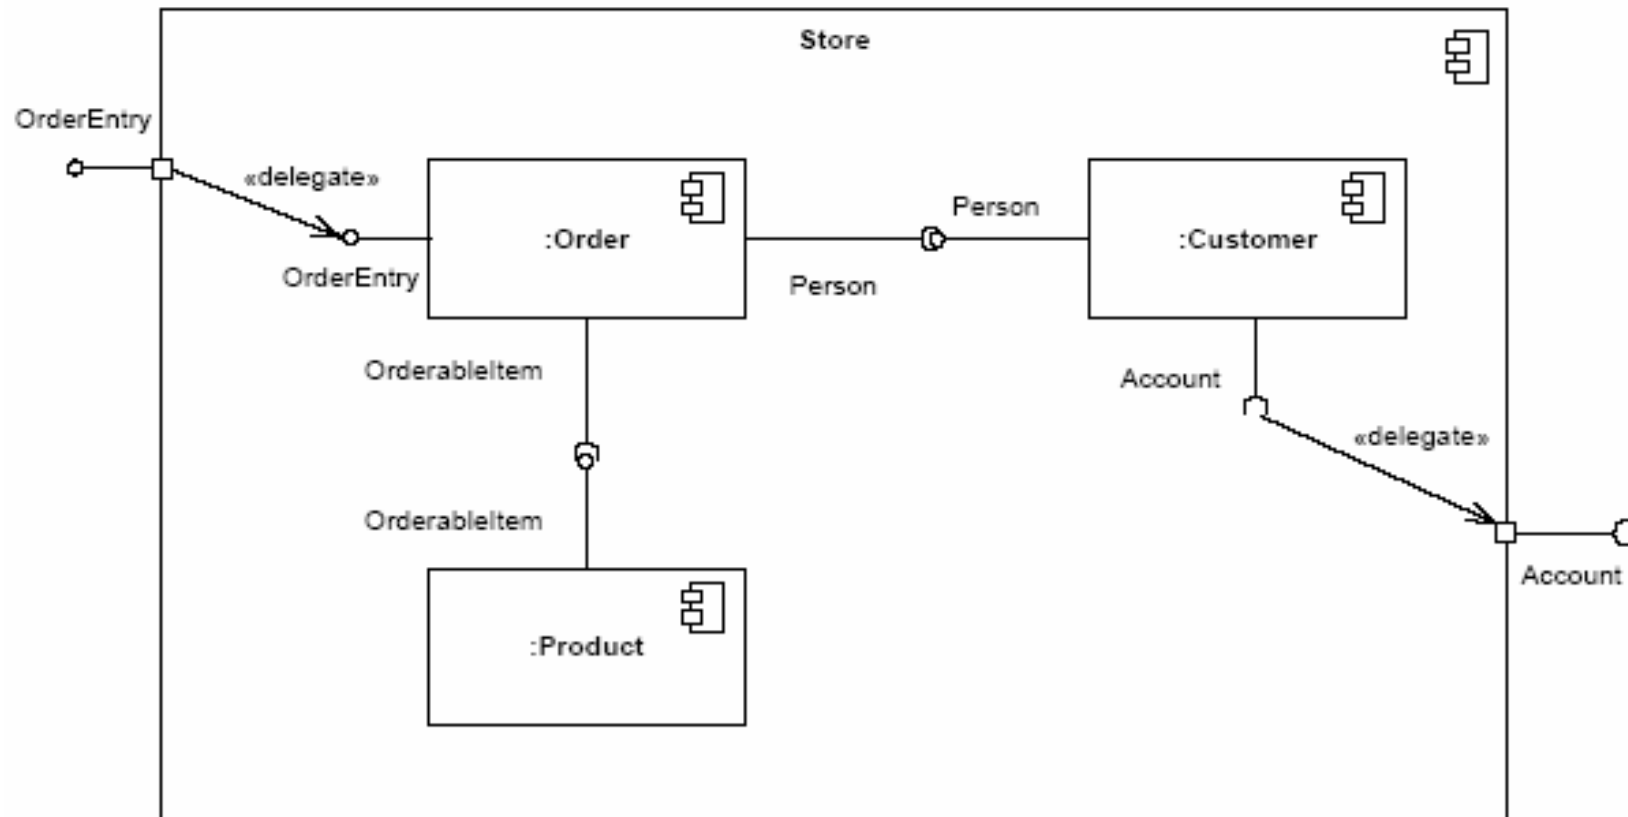 Store
OrderEntry
«delegate»
OrderEntry
:Order
Person
Person
:Customer
OrderableItem
Account
«delegate»
OrderableItem
Account
:Product